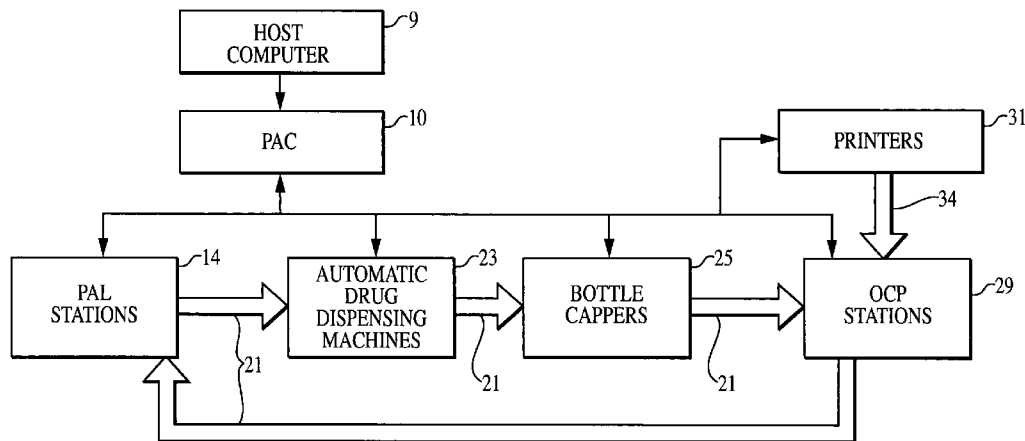 HOST
COMPUTER
9
PAC
10
PRINTERS
31
34
PAL
STATIONS
14
AUTOMATIC
DRUG
DISPENSING
MACHINES
23
BOTTLE
CAPPERS
25
OCP
STATIONS
29
21
21
21